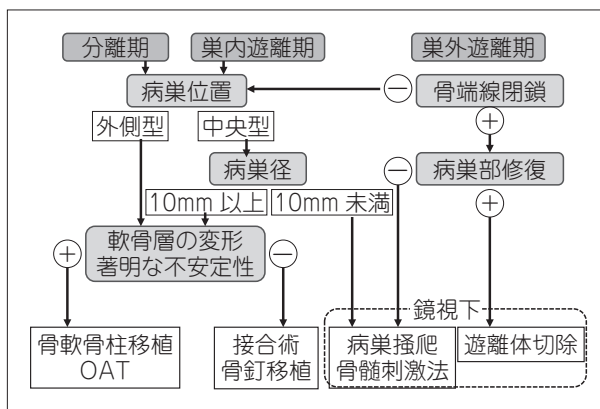 分離期 巣内遊離期 巣外遊離期
病巣位置 − 骨端線閉鎖
外側型 中央型 +
病巣径 − 病巣部修復
10mm 以上 10mm 未満 +
+ 軟骨層の変形 −
著明な不安定性
鏡視下
骨軟骨柱移植 接合術 病巣掻爬 遊離体切除
OAT 骨釘移植 骨髄刺激法